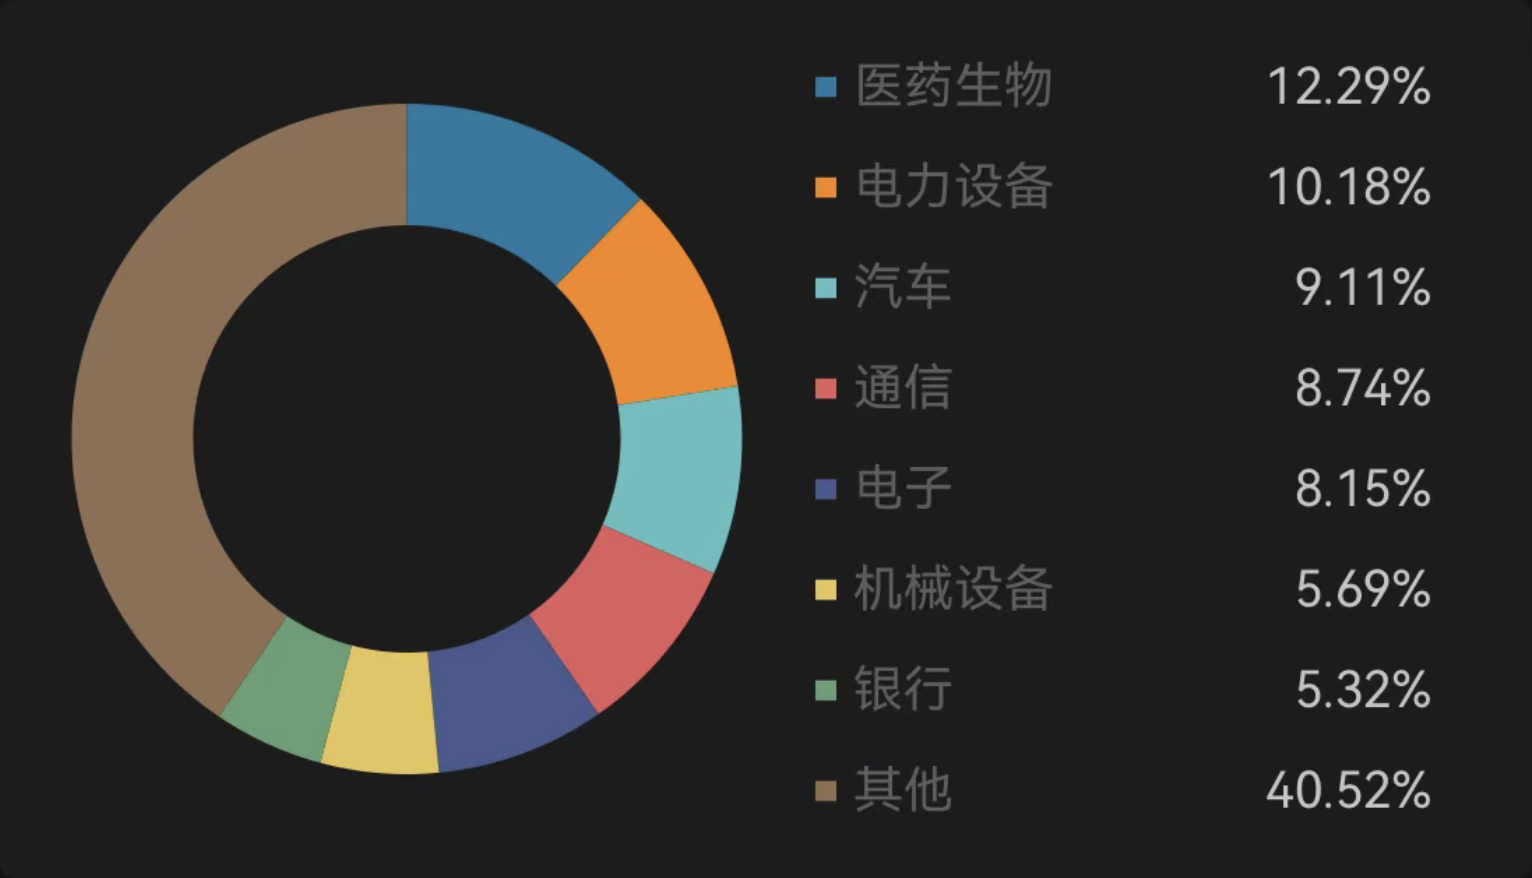 医药生物 12.29%
电力设备 10.18%
汽车 9.11%
通信 8.74%
电子 8.15%
机械设备 5.69%
银行 5.32%
其他 40.52%